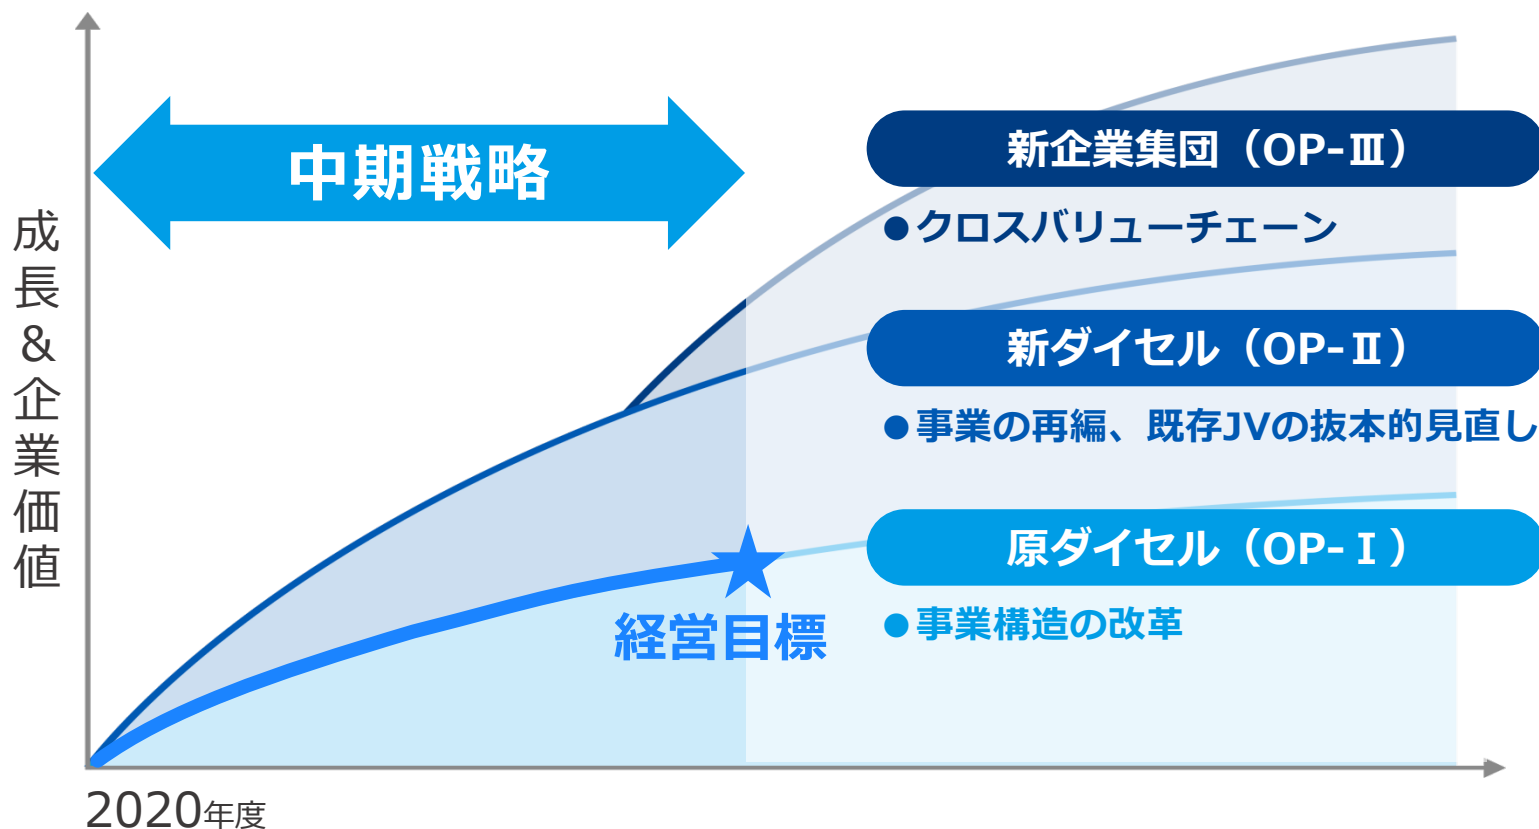 中期戦略
新企業集団（OP-Ⅲ）
●クロスバリューチェーン
成長&企業価値
新ダイセル（OP-Ⅱ）
●事業の再編、既存JVの抜本的見直し
原ダイセル（OP-Ⅰ）
経営目標
●事業構造の改革
2020年度